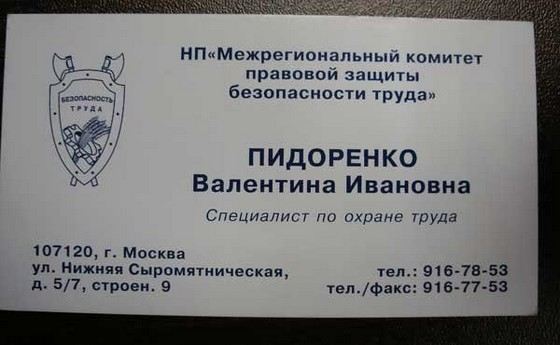 БЕЗОПАСНОСТЬ
ТРУДА
НП«Межрегиональный комитет
правовой защиты
безопасности труда»
ПИДОРЕНКО
Валентина Ивановна
Специалист по охране труда
107120, г. Москва
ул. Нижняя Сыромятническая,
д. 5/7, строен. 9
тел.: 916-78-53
тел./факс: 916-77-53